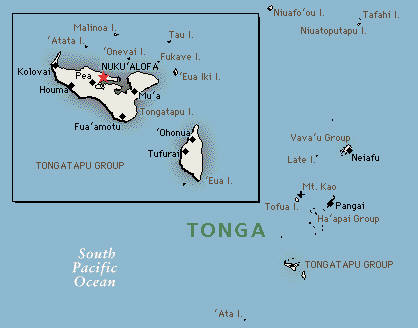 Malinoa I.
'Atata I.
Tau I.
'Onevai I.
Fukave I.
NUKU'ALOFA
Kolovai
Pea
'Eua Iki I.
Houma
Mu'a
Tongatapu I.
Fua'amotu
'Ohonua
Tufurai
TONGATAPU GROUP
'Eua I.
Niuafo'ou I.
Tafahi I.
Niuatoputapu I.
Vava'u Group
Late I.
Neiafu
Mt. Kao
Tofua I.
Pangai
Ha'apai Group
TONGA
South
Pacific
Ocean
TONGATAPU GROUP
'Ata I.